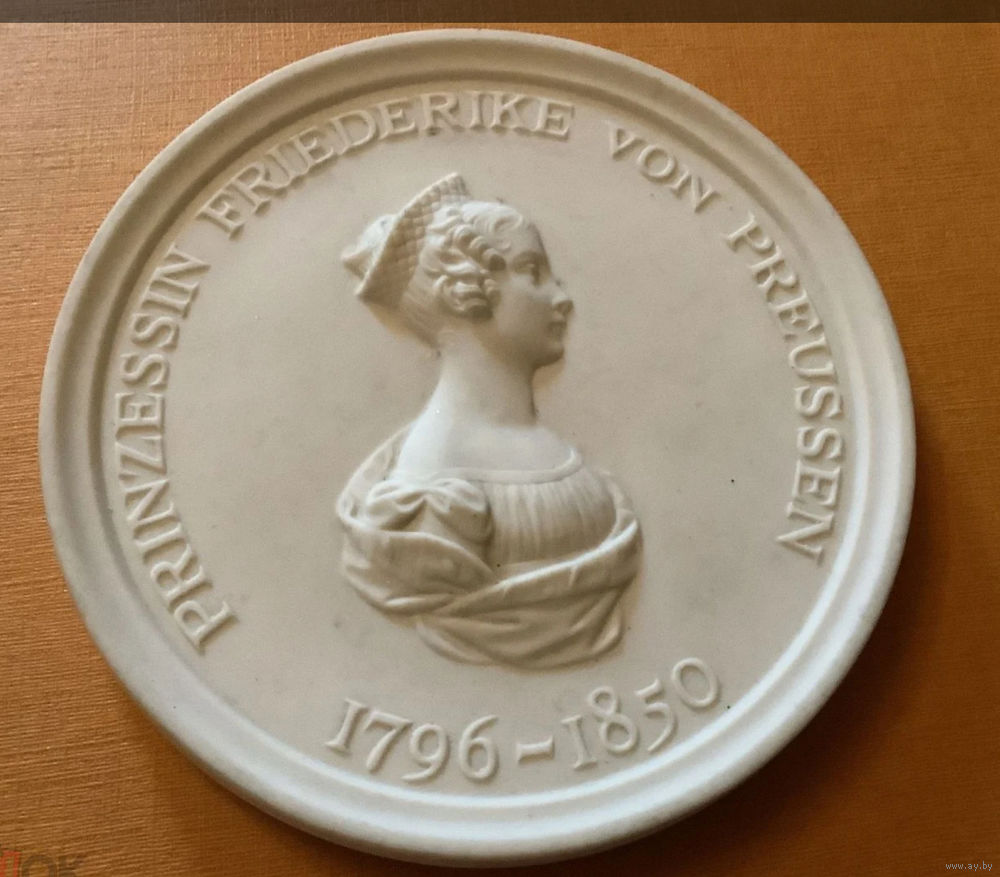 PRINZESSIN FRIEDERIKE VON PREUSSEN
1796-1850
www.ay.by